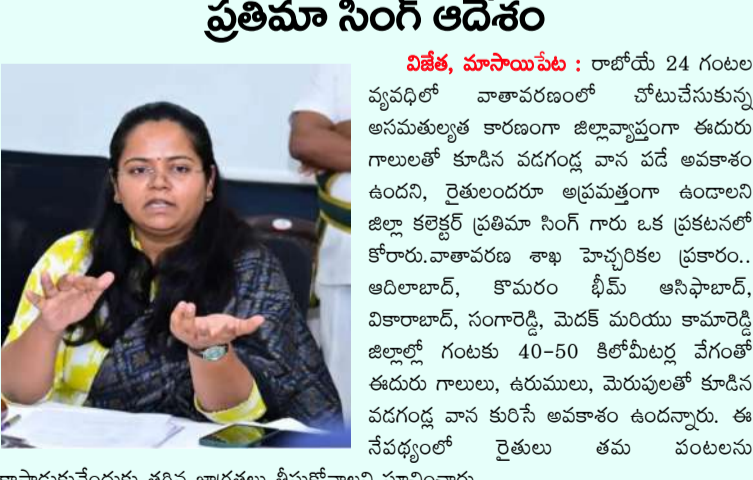 ప్రతిమా సింగ్ ఆదేశం
విజేత, మాసాయిపేట : రాబోయే 24 గంటల
వ్యవధిలో వాతావరణంలో చోటుచేసుకున్న
అసమతుల్యత కారణంగా జిల్లావ్యాప్తంగా ఈదురు
గాలులతో కూడిన వడగండ్ల వాన పడే అవకాశం
ఉందని, రైతులందరూ అప్రమత్తంగా ఉండాలని
జిల్లా కలెక్టర్ ప్రతిమా సింగ్ గారు ఒక ప్రకటనలో
కోరారు.వాతావరణ శాఖ హెచ్చరికల ప్రకారం..
ఆదిలాబాద్, కొమరం భీమ్ ఆసిఫాబాద్,
వికారాబాద్, సంగారెడ్డి, మెదక్ మరియు కామారెడ్డి
జిల్లాల్లో గంటకు 40-50 కిలోమీటర్ల వేగంతో
ఈదురు గాలులు, ఉరుములు, మెరుపులతో కూడిన
వడగండ్ల వాన కురిసే అవకాశం ఉందన్నారు. ఈ
నేపథ్యంలో రైతులు తమ పంటలను